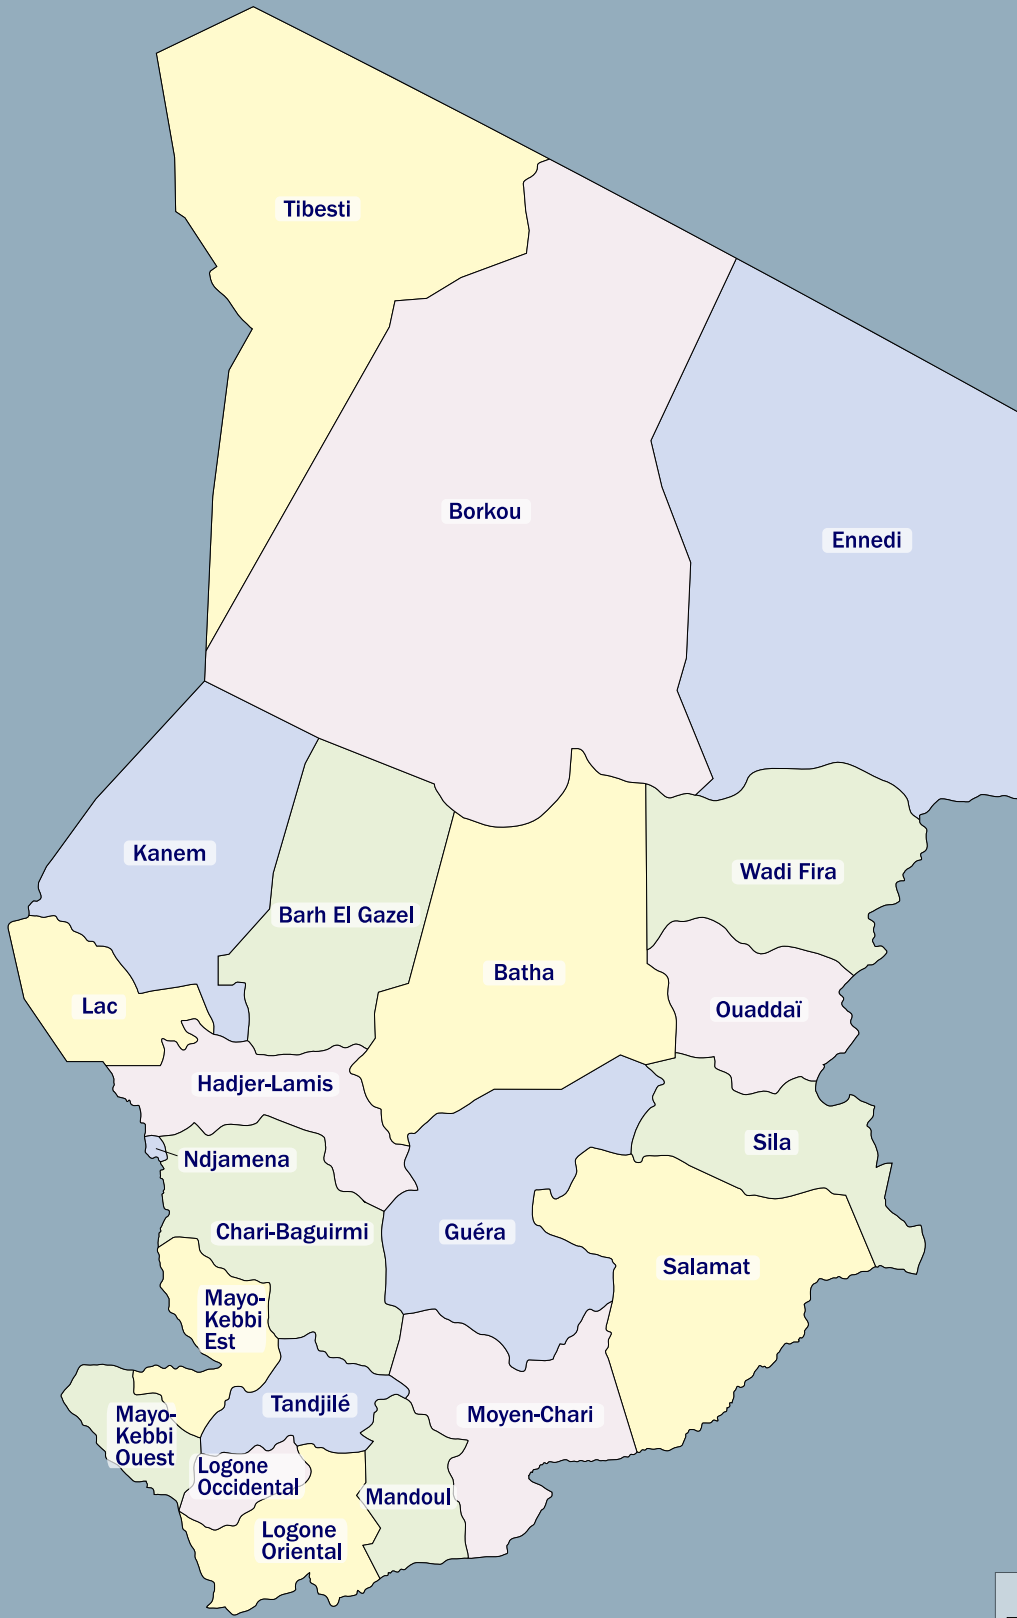 Tibesti
Borkou
Ennedi
Kanem
Wadi Fira
Barh El Gazel
Batha
Lac
Ouaddaï
Hadjer-Lamis
Sila
Ndjamena
Chari-Baguirmi
Guéra
Salamat
Mayo-
Kebbi
Est
Tandjilé
Moyen-Chari
Mayo-
Kebbi
Ouest
Logone
Occidental
Mandoul
Logone
Oriental